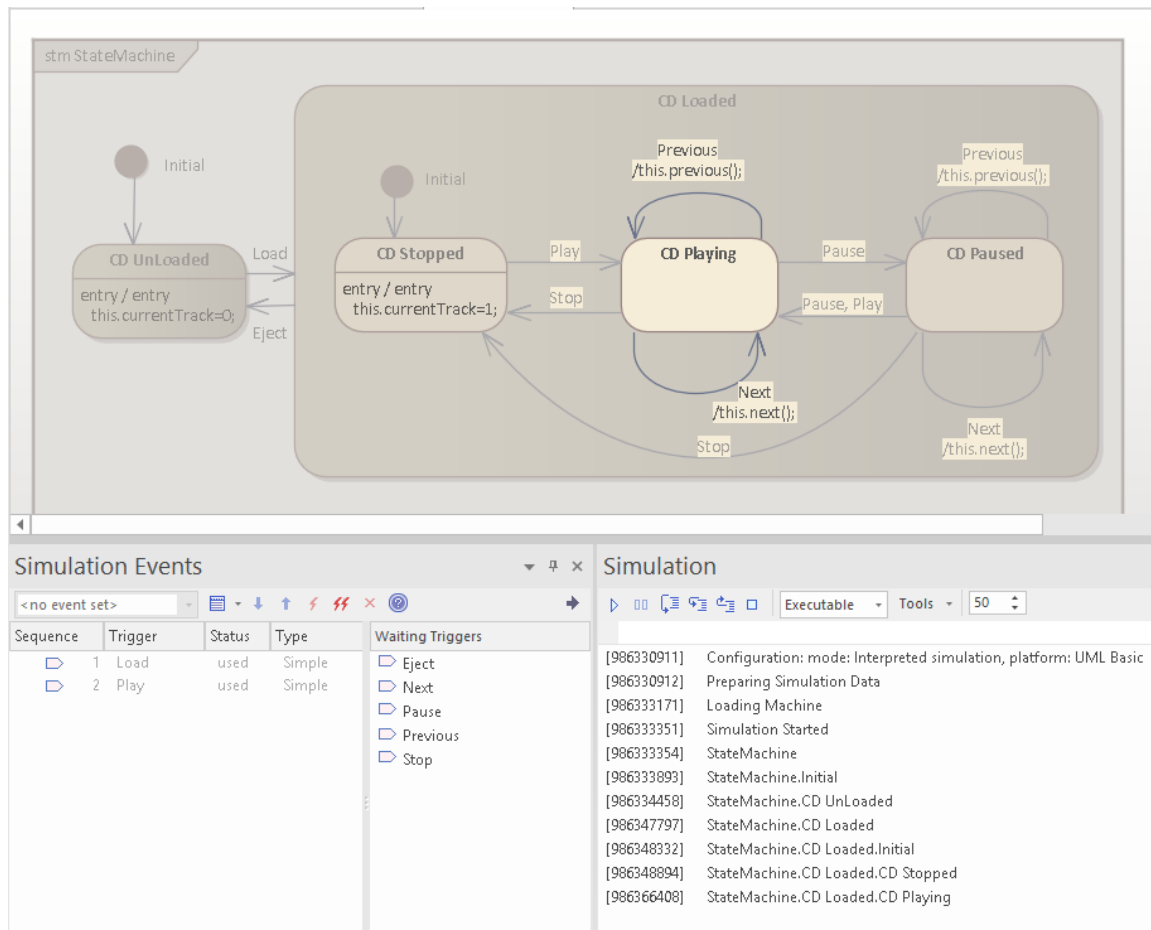 stm StateMachine
CD Loaded
Initial
Initial
Previous
/this.previous();
Previous
/this.previous();
CD UnLoaded
entry / entry
this.currentTrack=0;
Load
Eject
CD Stopped
entry / entry
this.currentTrack=1;
Play
Stop
CD Playing
Pause
Pause, Play
CD Paused
Next
/this.next();
Stop
Next
/this.next();
Simulation Events
<no event set>
Sequence Trigger Status Type
1 Load used Simple
2 Play used Simple
Waiting Triggers
Eject
Next
Pause
Previous
Stop
Simulation
Executable Tools 50
[986330911] Configuration: mode: Interpreted simulation, platform: UML Basic
[986330912] Preparing Simulation Data
[986333171] Loading Machine
[986333351] Simulation Started
[986333354] StateMachine
[986333893] StateMachine.Initial
[986334458] StateMachine.CD UnLoaded
[986347797] StateMachine.CD Loaded
[986348332] StateMachine.CD Loaded.Initial
[986348894] StateMachine.CD Loaded.CD Stopped
[986366408] StateMachine.CD Loaded.CD Playing